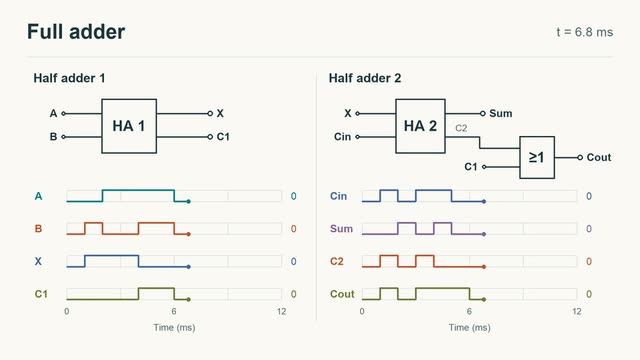 Full adder
t = 6.8 ms
Half adder 1
A
B
HA 1
X
C1
A 0
B 0
X 0
C1 0
0 6 12
Time (ms)
Half adder 2
X
Cin
HA 2
Sum
C2
C1
≥1
Cout
Cin 0
Sum 0
C2 0
Cout 0
0 6 12
Time (ms)